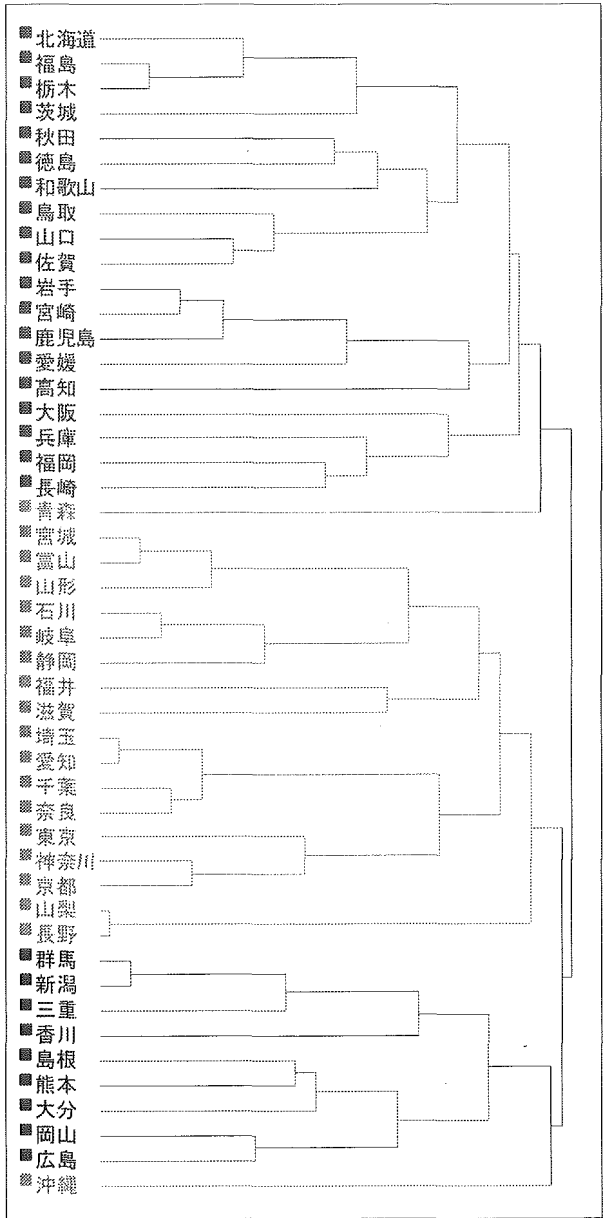 北海道
福島
栃木
茨城
秋田
徳島
和歌山
鳥取
山口
佐賀
岩手
宮崎
鹿児島
愛媛
高知
大阪
兵庫
福岡
長崎
青森
宮城
富山
山形
石川
岐阜
静岡
福井
滋賀
埼玉
愛知
千葉
奈良
東京
神奈川
京都
山梨
長野
群馬
新潟
三重
香川
島根
熊本
大分
岡山
広島
沖縄